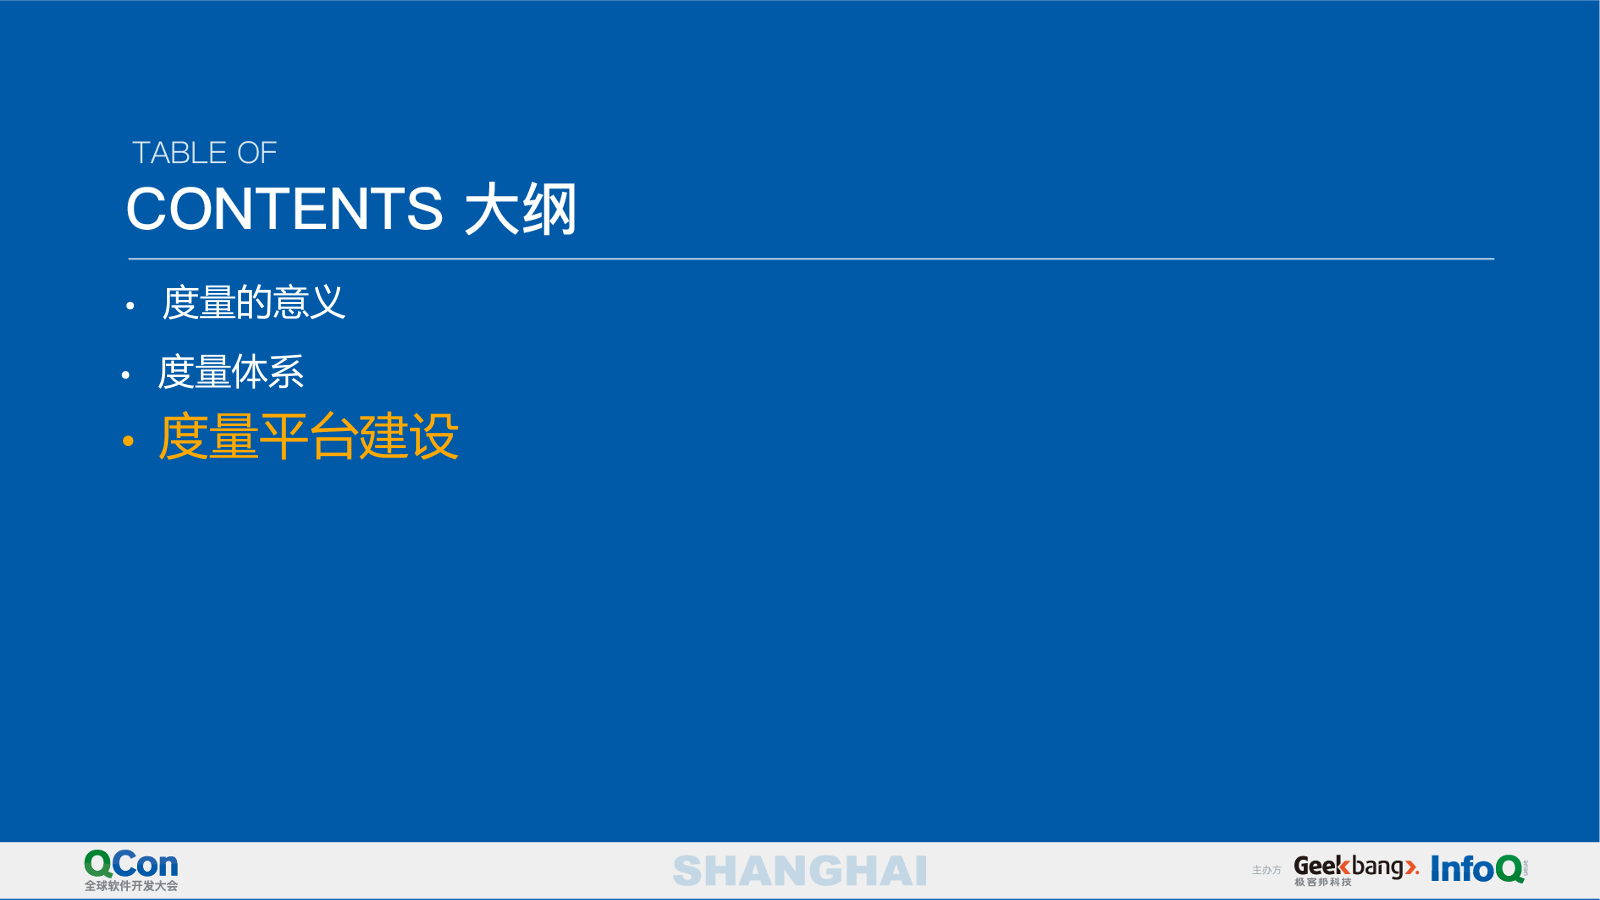 TABLE OF
CONTENTS 大纲
• 度量的意义
• 度量体系
• 度量平台建设
QCon
全球软件开发大会
SHANGHAI
主办方
Geekbang
极客邦科技
InfoQ